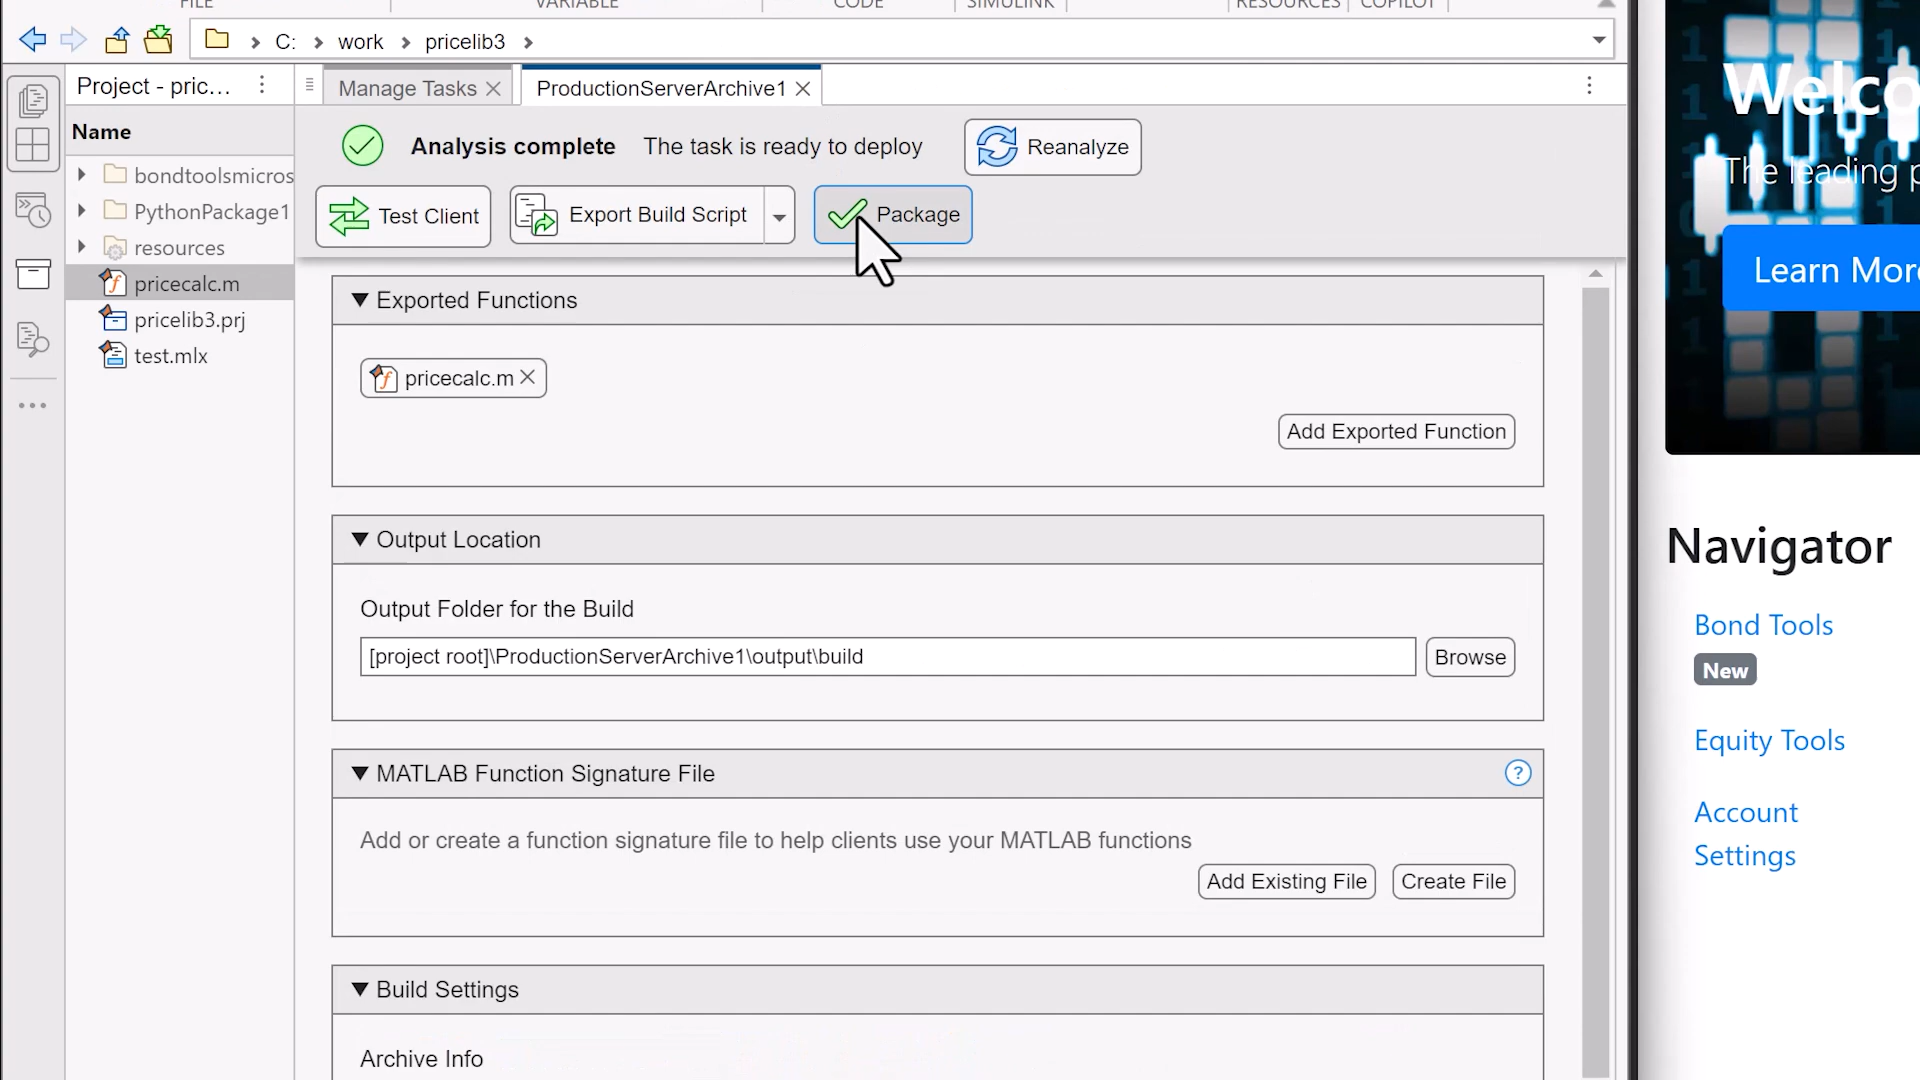 FILE VARIABLE CODE SIMULINK RESOURCES COPILOT
C: work pricelib3
Project - pric... Manage Tasks ProductionServerArchive1
Name
bondtoolsmicros
PythonPackage1
resources
pricecalc.m
pricelib3.prj
test.mlx
Analysis complete The task is ready to deploy Reanalyze
Test Client Export Build Script Package
Exported Functions
pricecalc.m
Add Exported Function
Output Location
Output Folder for the Build
[project root]\ProductionServerArchive1\output\build Browse
MATLAB Function Signature File ?
Add or create a function signature file to help clients use your MATLAB functions
Add Existing File Create File
Build Settings
Archive Info
Welco
The leading p
Learn More
Navigator
Bond Tools
New
Equity Tools
Account
Settings